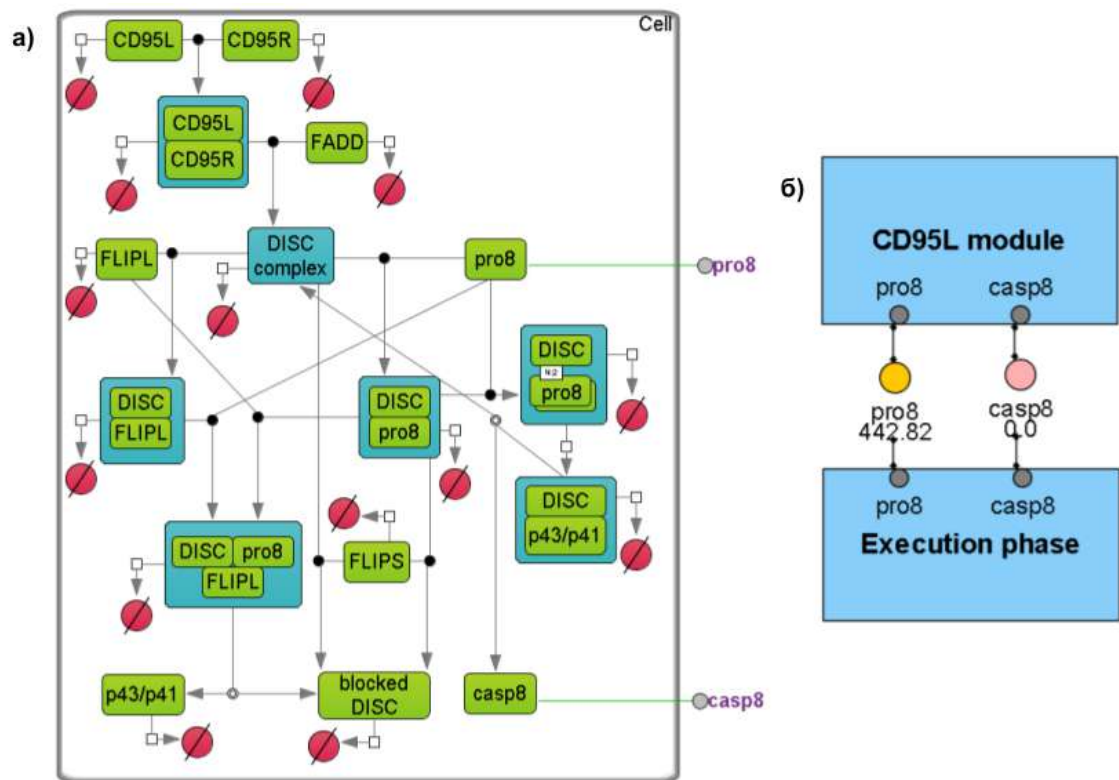 а)
Cell
CD95L
CD95R
CD95L
CD95R
FADD
FLIPL
DISC
complex
pro8
pro8
DISC
N:2
pro8
DISC
FLIPL
DISC
pro8
DISC
p43/p41
DISC
pro8
FLIPL
FLIPS
p43/p41
blocked
DISC
casp8
casp8
б)
CD95L module
pro8
casp8
pro8
442.82
casp8
0.0
pro8
casp8
Execution phase